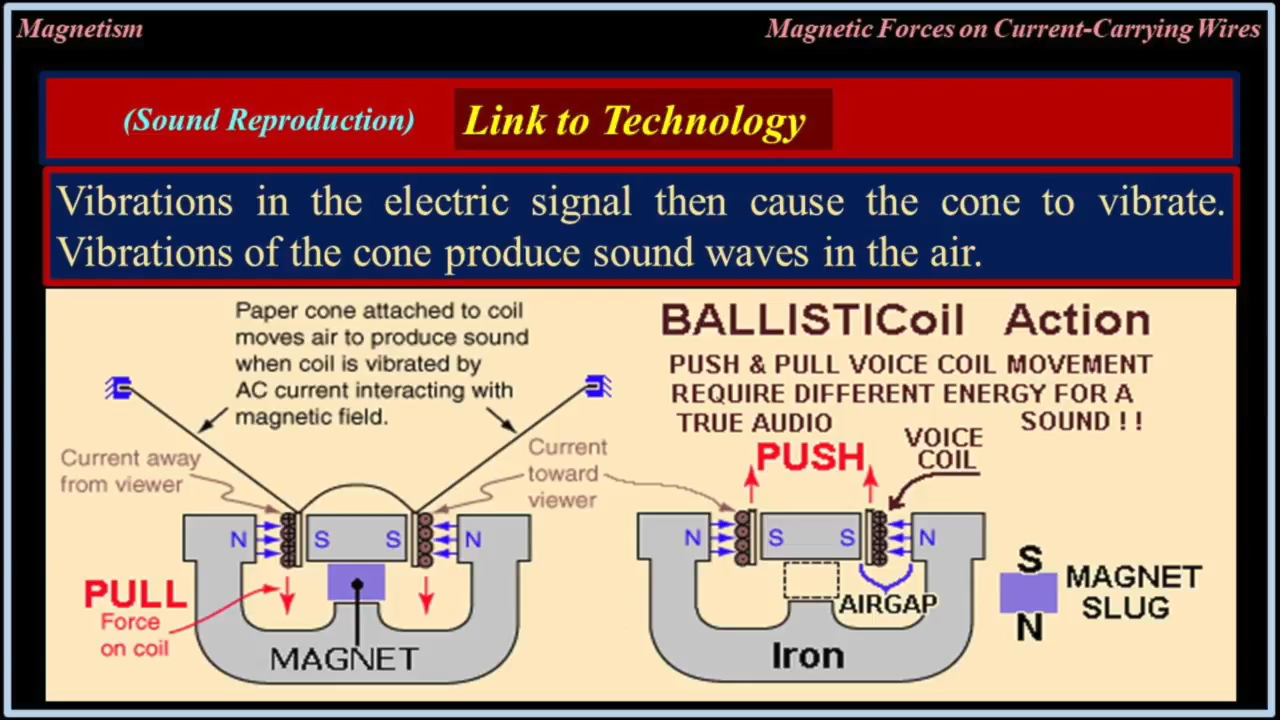 Magnetism
Magnetic Forces on Current-Carrying Wires
(Sound Reproduction)
Link to Technology
Vibrations in the electric signal then cause the cone to vibrate.
Vibrations of the cone produce sound waves in the air.
Paper cone attached to coil
moves air to produce sound
when coil is vibrated by
AC current interacting with
magnetic field.
Current away
from viewer
Current
toward
viewer
N
S
S
N
PULL
Force
on coil
MAGNET
BALLISTICoil Action
PUSH & PULL VOICE COIL MOVEMENT
REQUIRE DIFFERENT ENERGY FOR A
TRUE AUDIO SOUND ! !
PUSH
VOICE
COIL
N
S
S
N
AIRGAP
Iron
S
N
MAGNET
SLUG